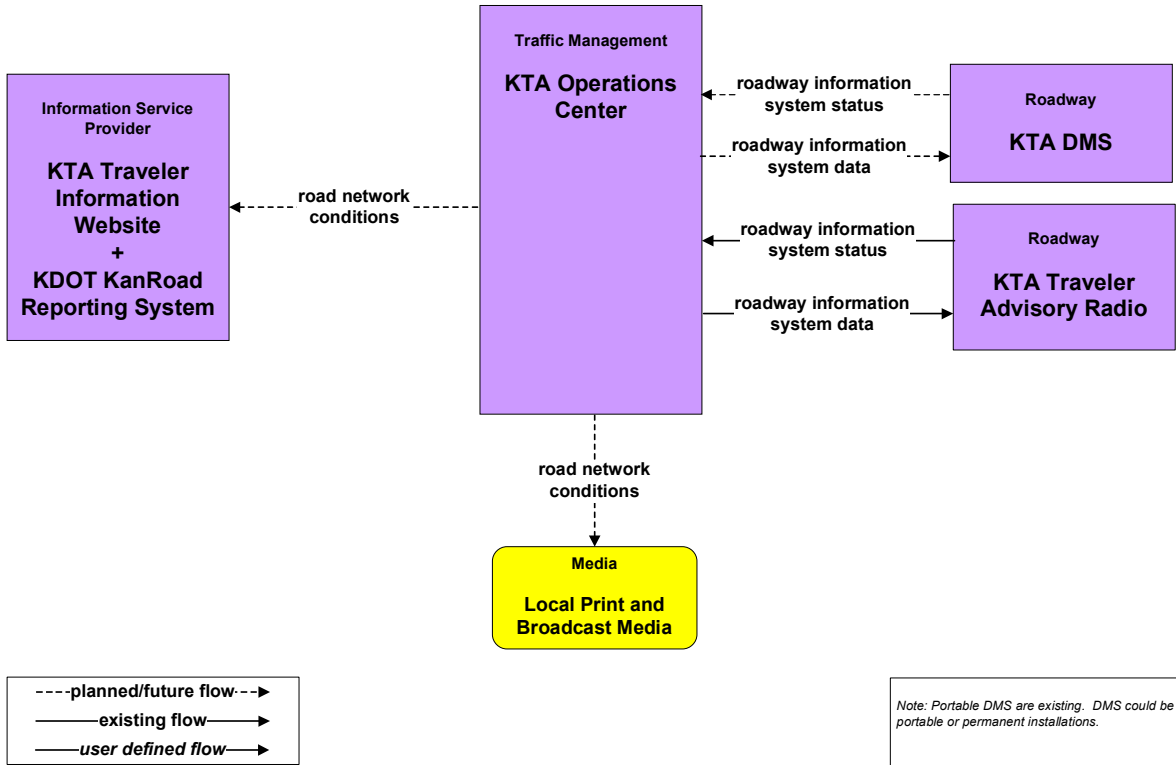 Traffic Management
KTA Operations
Center
Information Service
Provider
KTA Traveler
Information
Website
+
KDOT KanRoad
Reporting System
road network
conditions
roadway information
system status
roadway information
system data
Roadway
KTA DMS
roadway information
system status
roadway information
system data
Roadway
KTA Traveler
Advisory Radio
road network
conditions
Media
Local Print and
Broadcast Media
planned/future flow
existing flow
user defined flow
Note: Portable DMS are existing. DMS could be
portable or permanent installations.